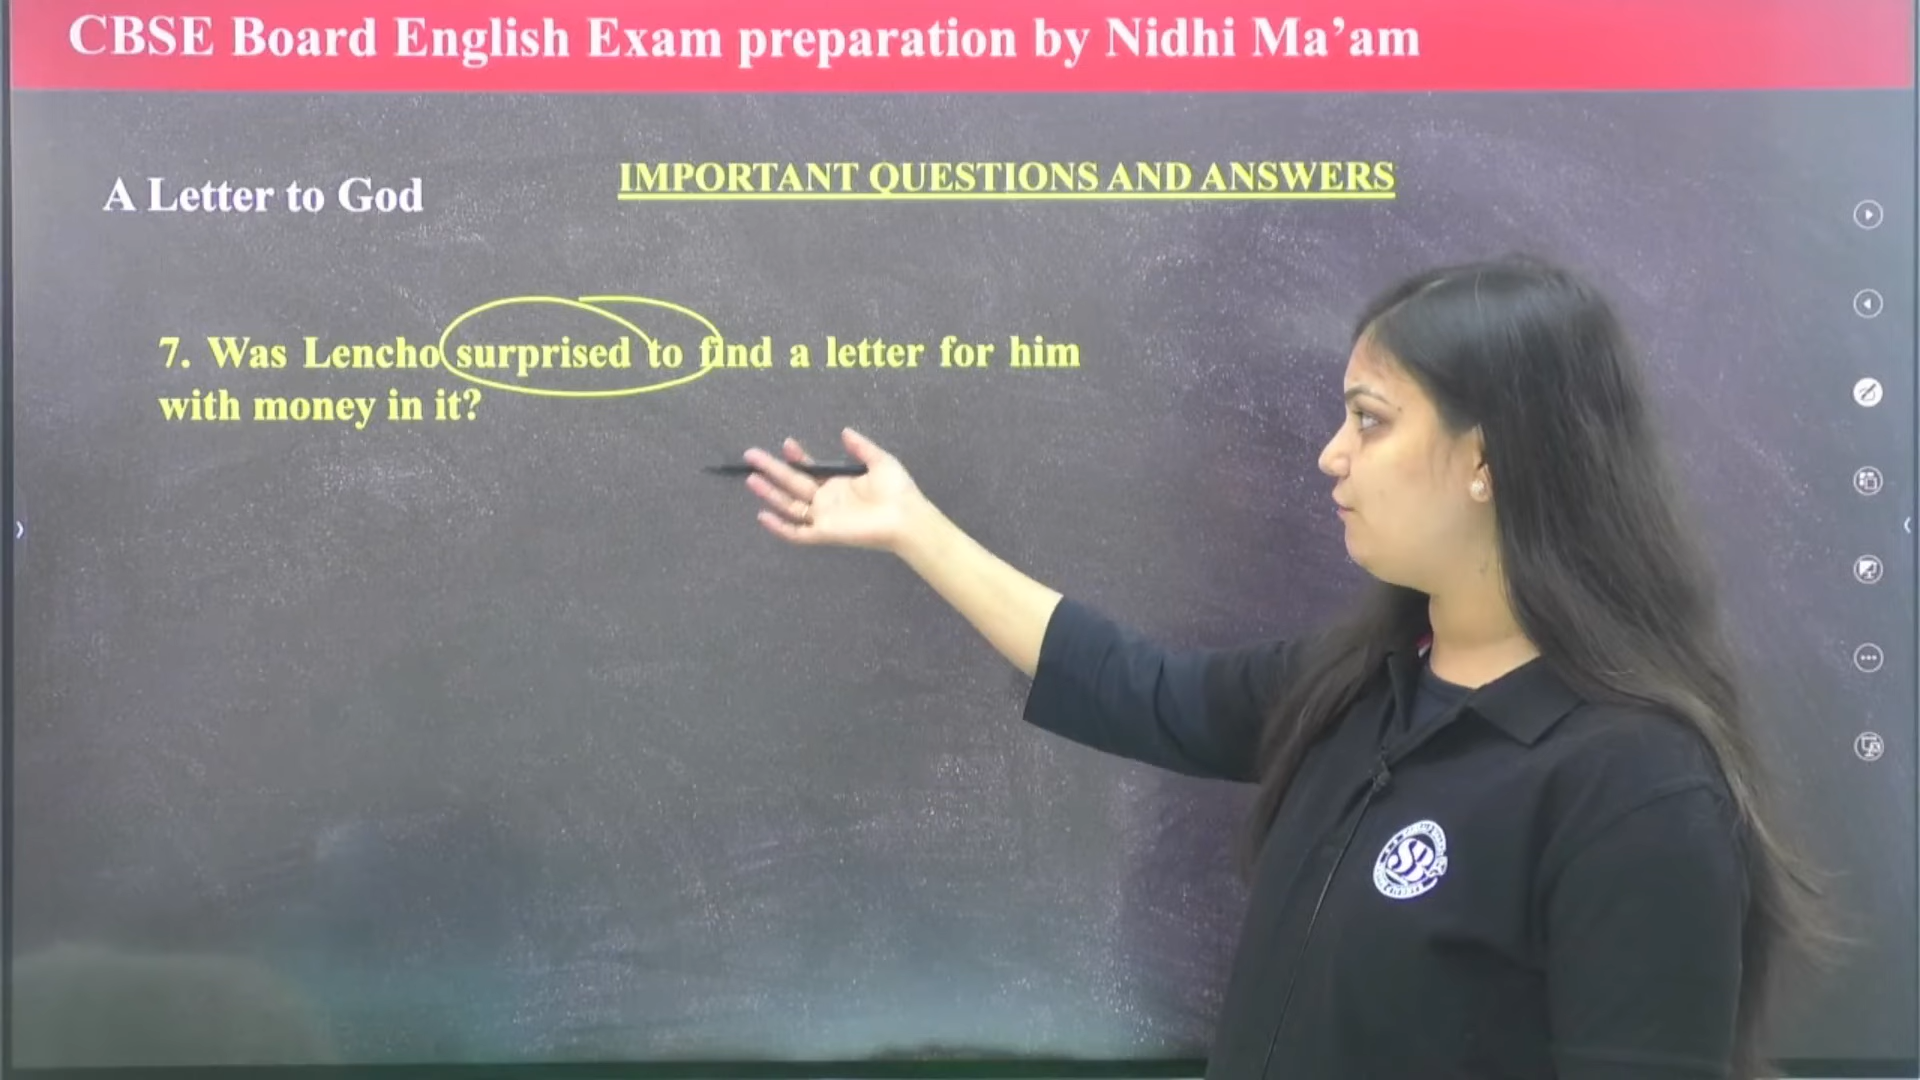 CBSE Board English Exam preparation by Nidhi Ma’am
A Letter to God
IMPORTANT QUESTIONS AND ANSWERS
7. Was Lencho surprised to find a letter for him
with money in it?